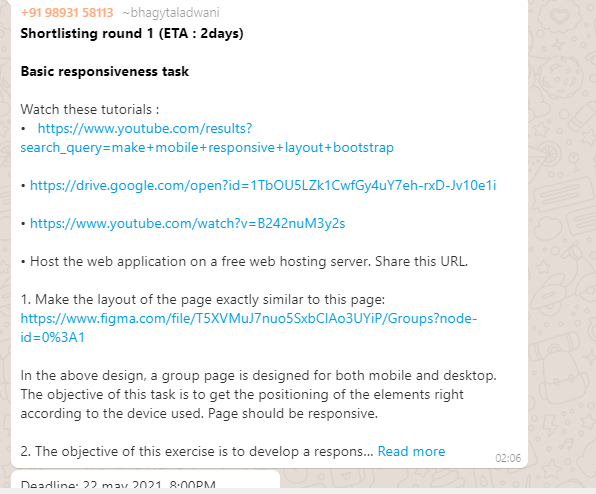 +91 98931 58113 ~bhagytaladwani
Shortlisting round 1 (ETA : 2days)
Basic responsiveness task
Watch these tutorials :
• https://www.youtube.com/results?
search_query=make+mobile+responsive+layout+bootstrap
• https://drive.google.com/open?id=1TbOU5LZk1CwfGy4uY7eh-rxD-Jv10e1i
• https://www.youtube.com/watch?v=B242nuM3y2s
• Host the web application on a free web hosting server. Share this URL.
1. Make the layout of the page exactly similar to this page:
https://www.figma.com/file/T5XVMuJ7nuo5SxbCIAo3UYiP/Groups?node-
id=0%3A1
In the above design, a group page is designed for both mobile and desktop.
The objective of this task is to get the positioning of the elements right
according to the device used. Page should be responsive.
2. The objective of this exercise is to develop a respons... Read more
02:06
Deadline: 22 may 2021, 8:00PM